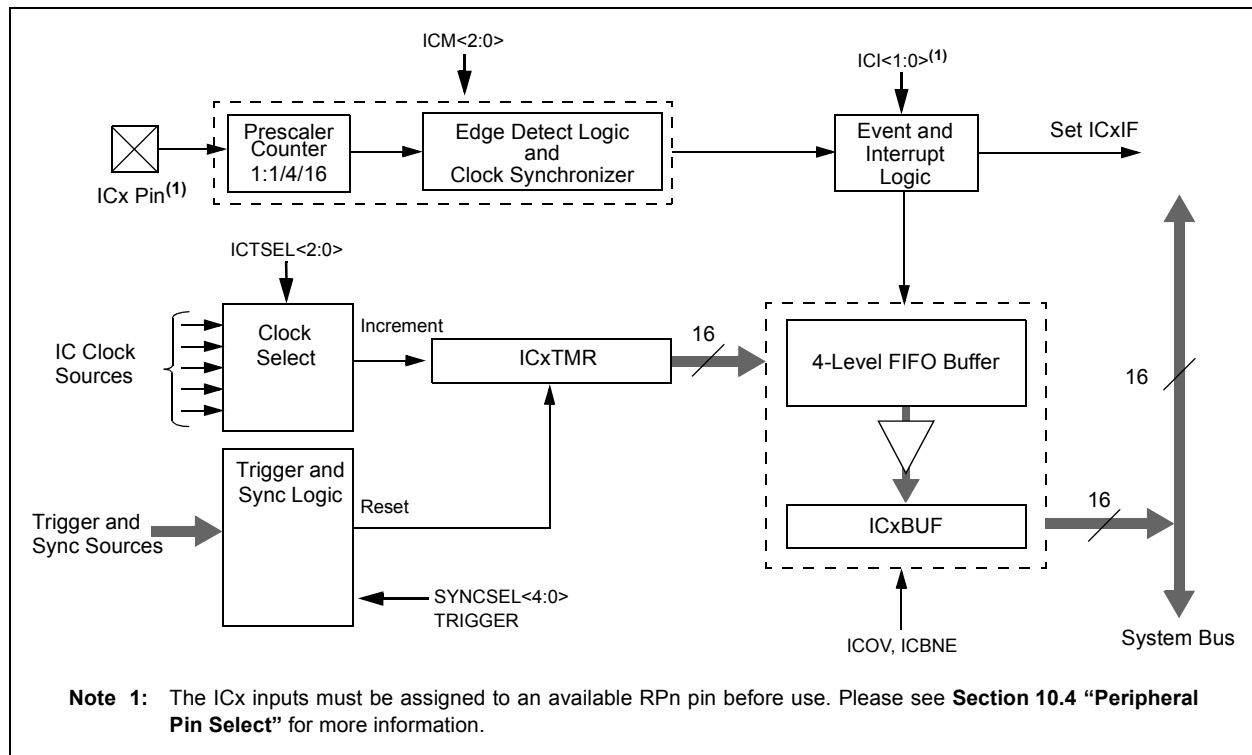 ICM<2:0>
ICI<1:0>(1)
Prescaler
Counter
1:1/4/16
Edge Detect Logic
and
Clock Synchronizer
Event and
Interrupt
Logic
Set ICxIF
ICx Pin(1)
ICTSEL<2:0>
IC Clock
Sources
Clock
Select
Increment
ICxTMR
16
4-Level FIFO Buffer
16
Trigger and
Sync Logic
Reset
Trigger and
Sync Sources
ICxBUF
16
SYNCSEL<4:0>
TRIGGER
ICOV, ICBNE
System Bus
Note 1: The ICx inputs must be assigned to an available RPn pin before use. Please see Section 10.4 “Peripheral
Pin Select” for more information.